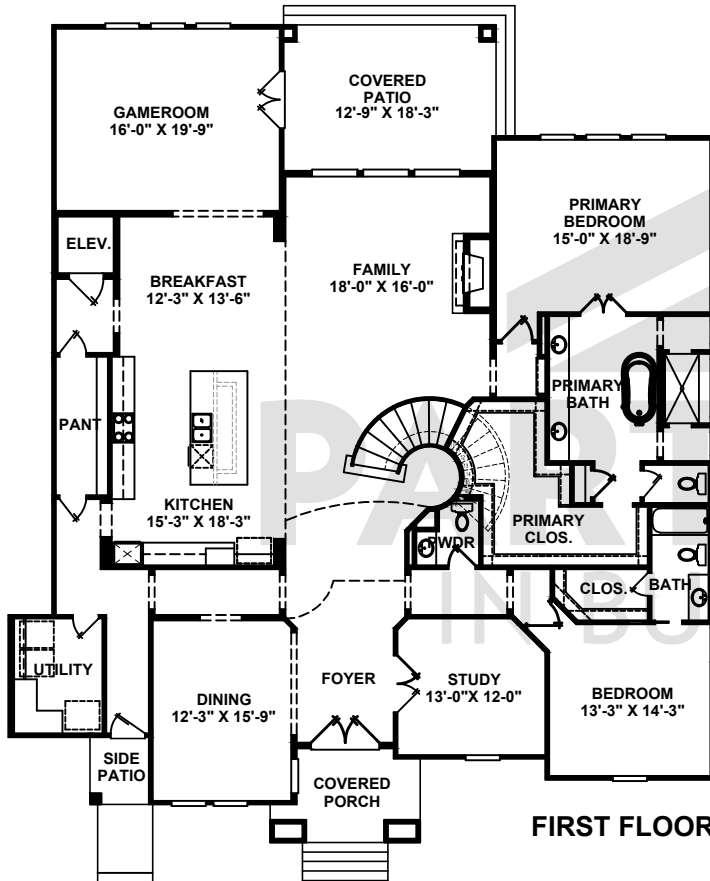 COVERED
PATIO
12'-9" X 18'-3"
GAMEROOM
16'-0" X 19'-9"
PRIMARY
BEDROOM
15'-0" X 18'-9"
ELEV.
BREAKFAST
12'-3" X 13'-6"
FAMILY
18'-0" X 16'-0"
PRIMARY
BATH
PANT
KITCHEN
15'-3" X 18'-3"
PRIMARY
CLOS.
PWDR
CLOS.
BATH
UTILITY
DINING
12'-3" X 15'-9"
FOYER
STUDY
13'-0"X 12-0"
BEDROOM
13'-3" X 14'-3"
SIDE
PATIO
COVERED
PORCH
FIRST FLOOR
PART
IN BU